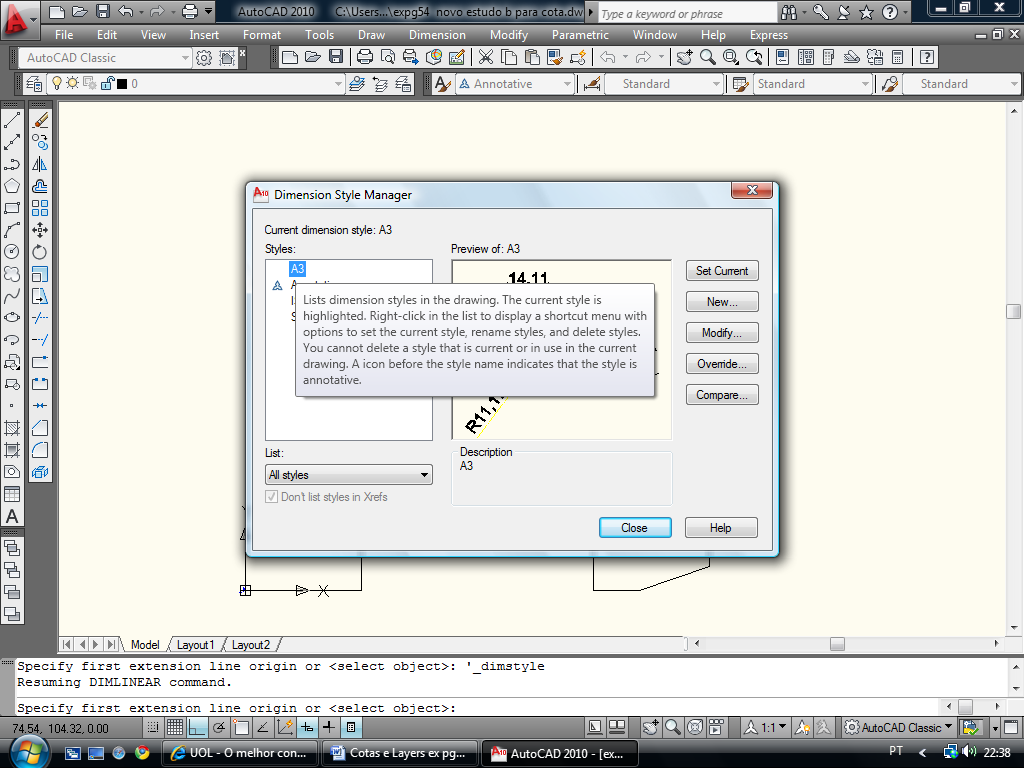 AutoCAD 2010 C:\Users...\expg54 novo estudo b para cota.dw
Type a keyword or phrase
File Edit View Insert Format Tools Draw Dimension Modify Parametric Window Help Express
AutoCAD Classic
0 Annotative Standard Standard Standard
A10 Dimension Style Manager
Current dimension style: A3
Styles: Preview of: A3
A3
14,11
Set Current
Lists dimension styles in the drawing. The current style is
highlighted. Right-click in the list to display a shortcut menu with
options to set the current style, rename styles, and delete styles.
You cannot delete a style that is current or in use in the current
drawing. A icon before the style name indicates that the style is
annotative.
New...
Modify...
Override...
Compare...
List:
All styles
Don't list styles in Xrefs
Description
A3
Close Help
X
Model Layout1 Layout2
Specify first extension line origin or <select object>: '_dimstyle
Resuming DIMLINEAR command.
Specify first extension line origin or <select object>:
74,54, 104,32, 0,00
1:1 AutoCAD Classic
UOL - O melhor con... Cotas e Layers ex pg... AutoCAD 2010 - [ex... PT 22:38